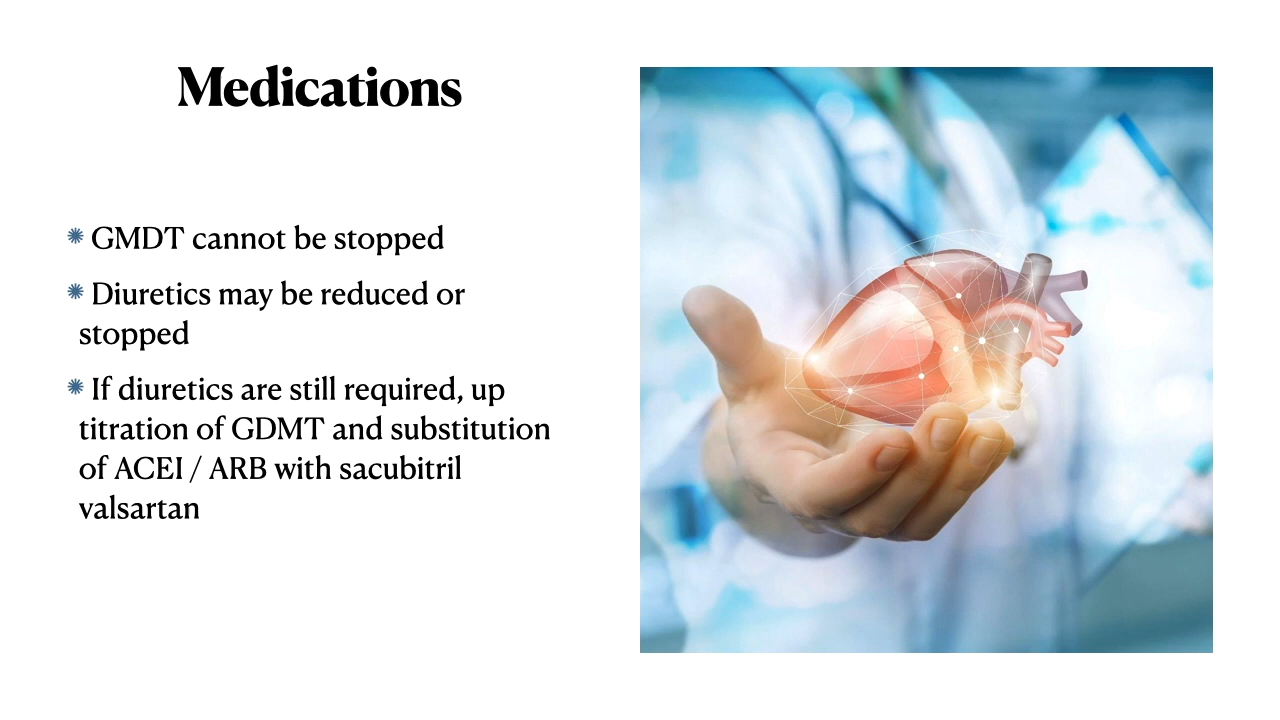 Medications
GMDT cannot be stopped
Diuretics may be reduced or
stopped
If diuretics are still required, up
titration of GDMT and substitution
of ACEI / ARB with sacubitril
valsartan